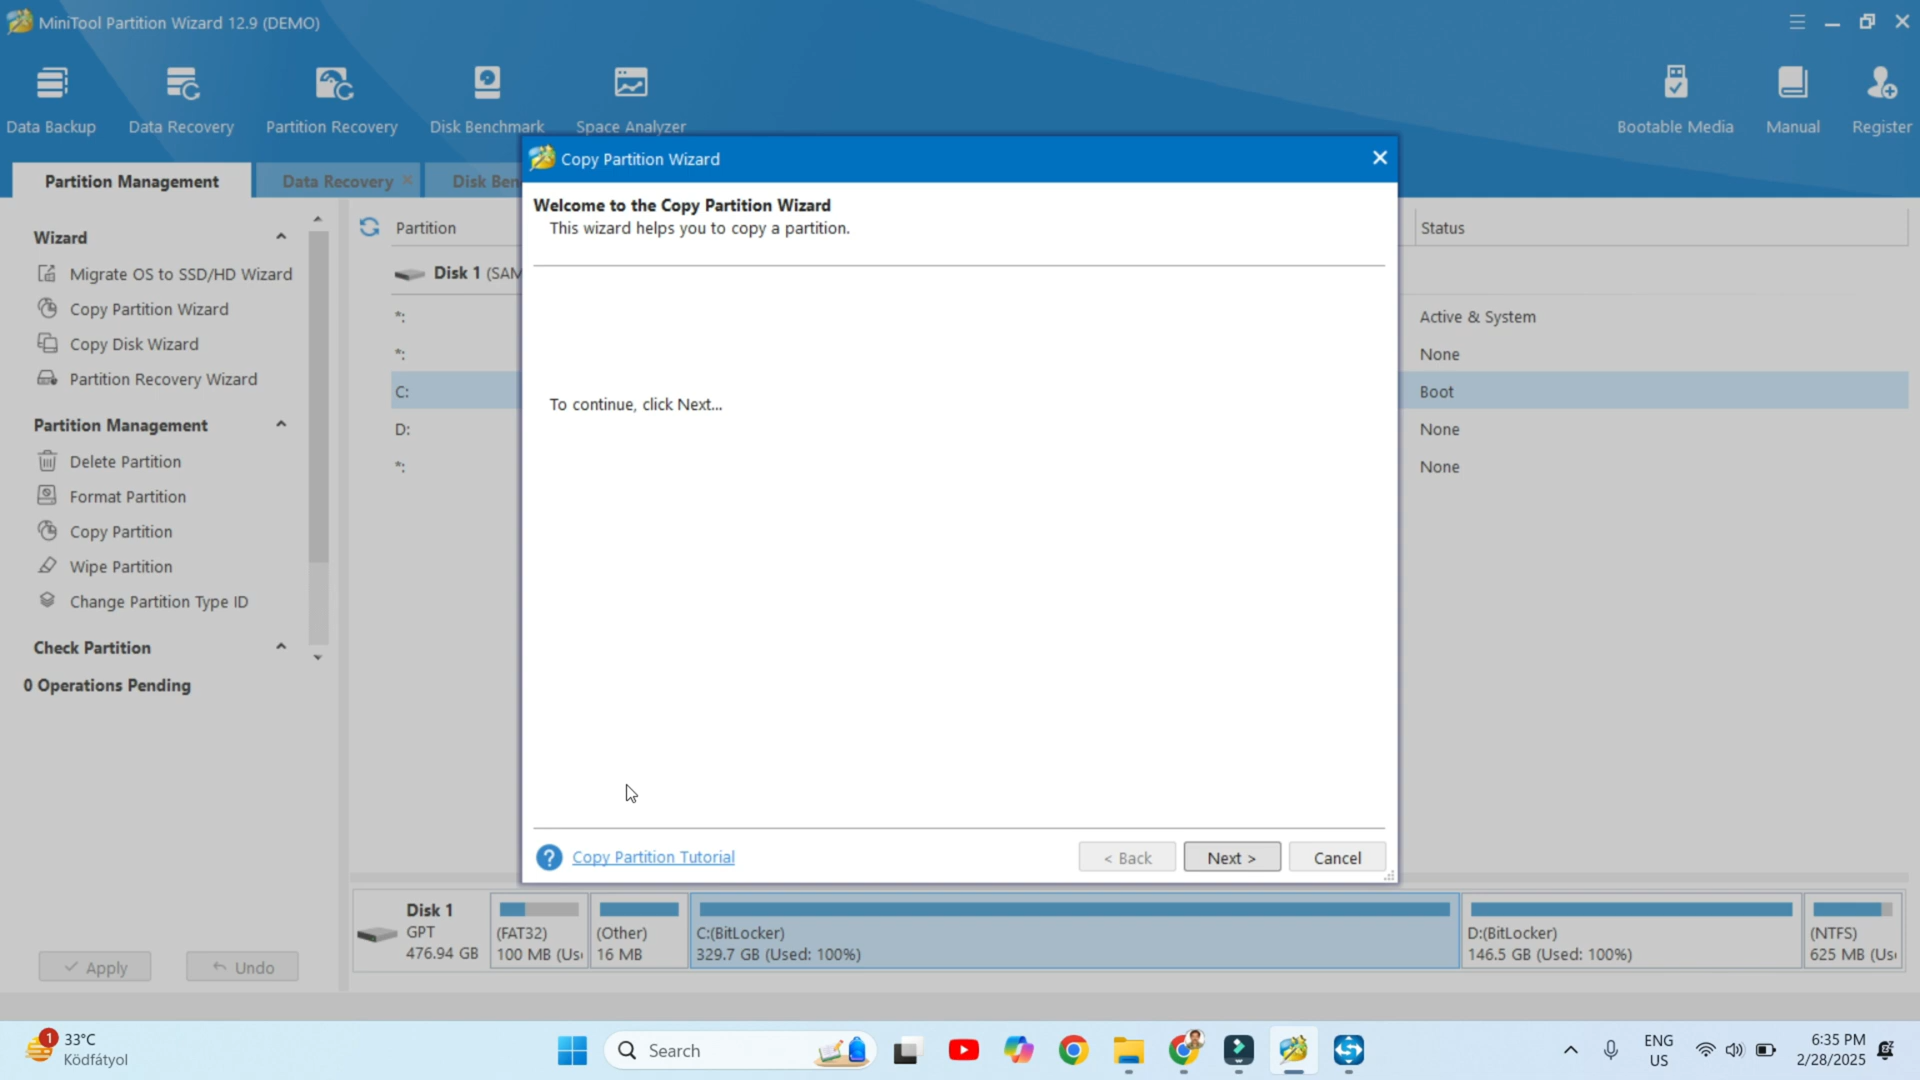 MiniTool Partition Wizard 12.9 (DEMO)
Data Backup
Data Recovery
Partition Recovery
Disk Benchmark
Space Analyzer
Bootable Media
Manual
Register
Partition Management
Data Recovery
Disk Ben
Wizard
Migrate OS to SSD/HD Wizard
Copy Partition Wizard
Copy Disk Wizard
Partition Recovery Wizard
Partition Management
Delete Partition
Format Partition
Copy Partition
Wipe Partition
Change Partition Type ID
Check Partition
0 Operations Pending
Apply
Undo
Partition
Disk 1 (SAM
*:
*:
C:
D:
*:
Status
Active & System
None
Boot
None
None
Copy Partition Wizard
Welcome to the Copy Partition Wizard
This wizard helps you to copy a partition.
To continue, click Next...
Copy Partition Tutorial
< Back
Next >
Cancel
Disk 1
GPT
476.94 GB
(FAT32)
100 MB (Us
(Other)
16 MB
C:(BitLocker)
329.7 GB (Used: 100%)
D:(BitLocker)
146.5 GB (Used: 100%)
(NTFS)
625 MB (Us
1
33°C
Ködfátyol
Search
ENG
US
6:35 PM
2/28/2025